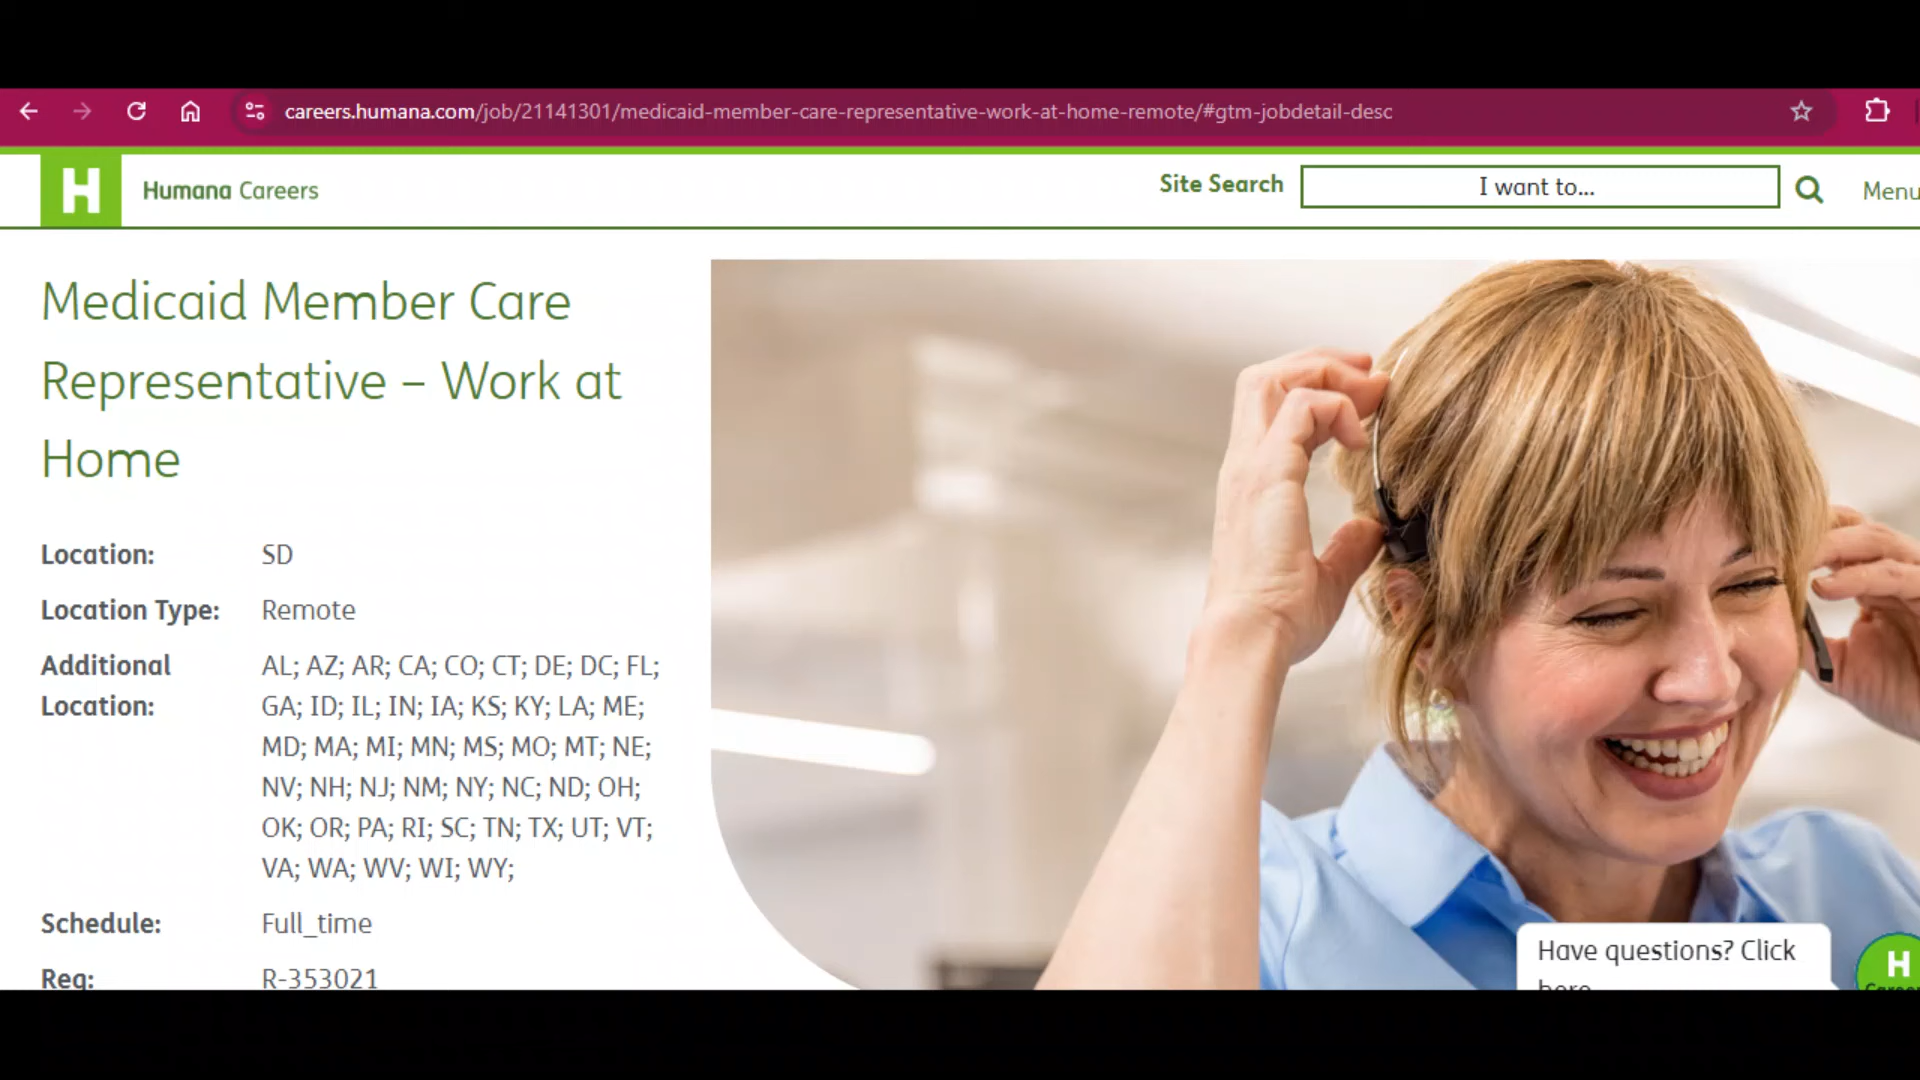 careers.humana.com/job/21141301/medicaid-member-care-representative-work-at-home-remote/#gtm-jobdetail-desc
H
Humana Careers
Site Search
I want to...
Menu
Medicaid Member Care
Representative – Work at
Home
Location: SD
Location Type: Remote
Additional AL; AZ; AR; CA; CO; CT; DE; DC; FL;
Location: GA; ID; IL; IN; IA; KS; KY; LA; ME;
MD; MA; MI; MN; MS; MO; MT; NE;
NV; NH; NJ; NM; NY; NC; ND; OH;
OK; OR; PA; RI; SC; TN; TX; UT; VT;
VA; WA; WV; WI; WY;
Schedule: Full_time
Req: R-353021
Have questions? Click
here
H